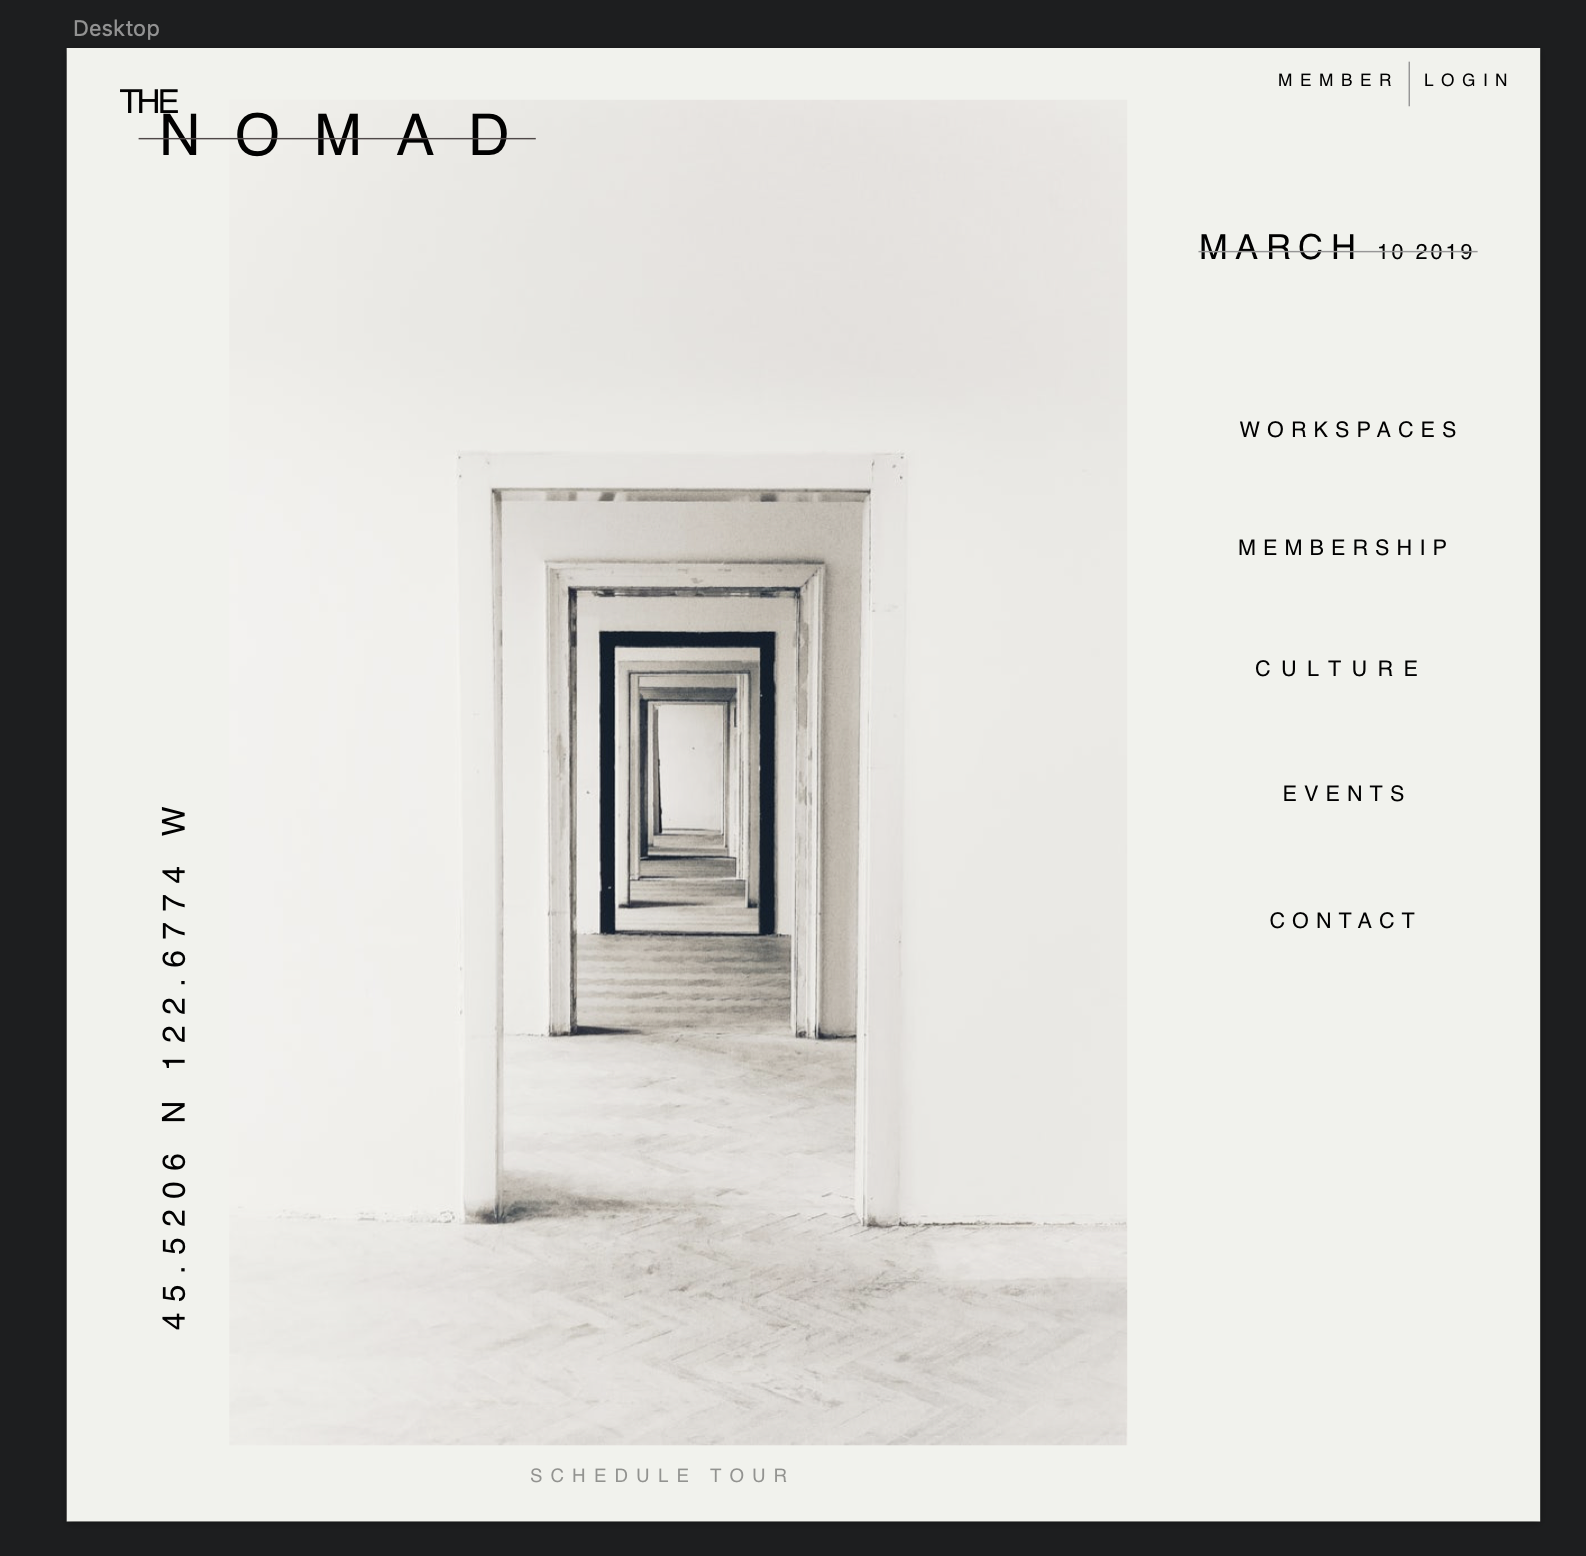 Desktop
MEMBER LOGIN
THE
NOMAD
MARCH 10 2019
WORKSPACES
MEMBERSHIP
CULTURE
EVENTS
CONTACT
45.5206 N 122.6774 W
SCHEDULE TOUR